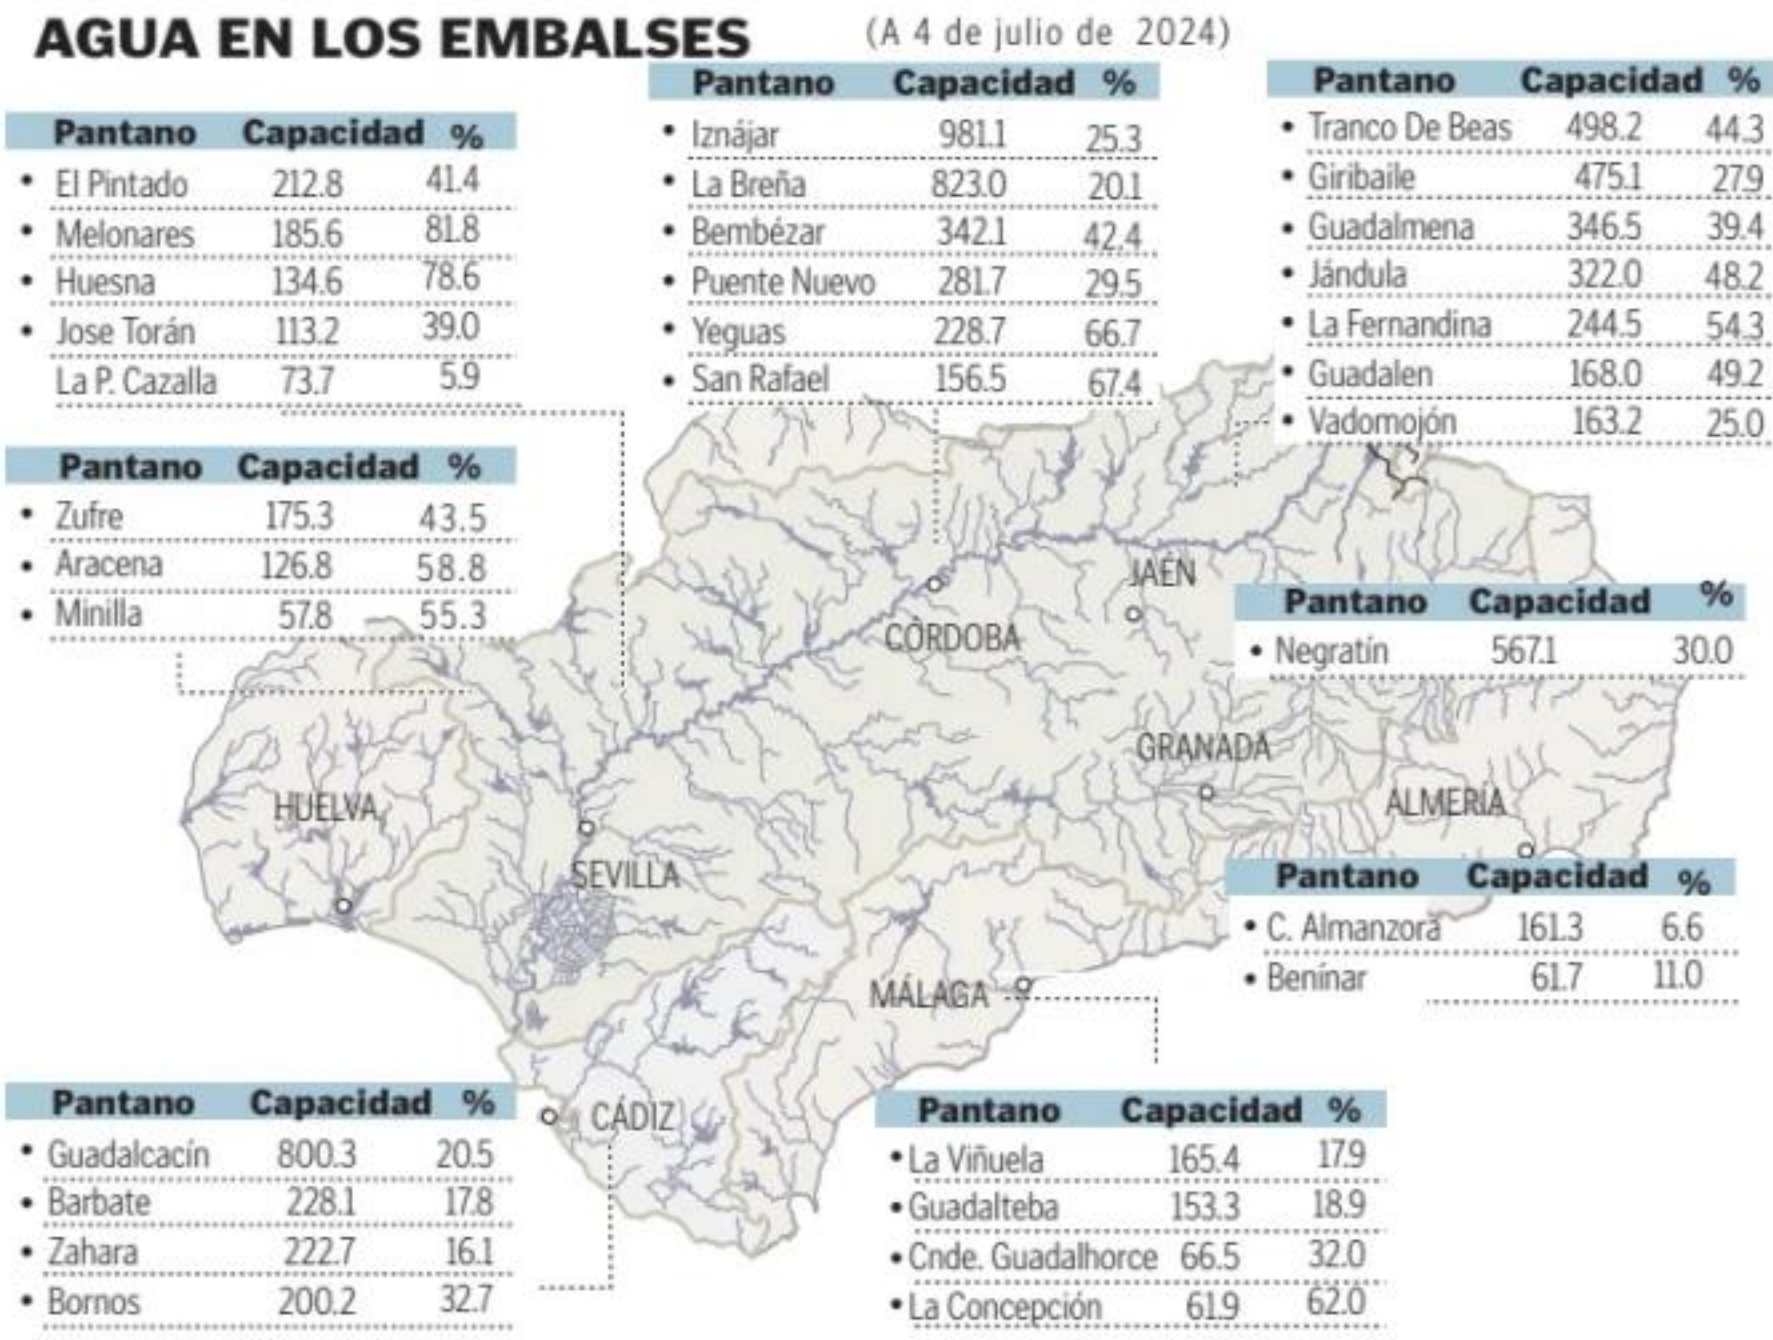 AGUA EN LOS EMBALSES
(A 4 de julio de 2024)
Pantano Capacidad %
• El Pintado 212.8 41.4
• Melonares 185.6 81.8
• Huesna 134.6 78.6
• Jose Torán 113.2 39.0
La P. Cazalla 73.7 5.9
Pantano Capacidad %
• Iznájar 981.1 25.3
• La Breña 823.0 20.1
• Bembézar 342.1 42.4
• Puente Nuevo 281.7 29.5
• Yeguas 228.7 66.7
• San Rafael 156.5 67.4
Pantano Capacidad %
• Tranco De Beas 498.2 44.3
• Giribaile 475.1 27.9
• Guadalmena 346.5 39.4
• Jándula 322.0 48.2
• La Fernandina 244.5 54.3
• Guadalen 168.0 49.2
• Vadomojón 163.2 25.0
Pantano Capacidad %
• Zufre 175.3 43.5
• Aracena 126.8 58.8
• Minilla 57.8 55.3
JAÉN
CÓRDOBA
Pantano Capacidad %
• Negratín 567.1 30.0
GRANADA
HUELVA
ALMERÍA
SEVILLA
Pantano Capacidad %
• C. Almanzora 161.3 6.6
• Benínar 61.7 11.0
MÁLAGA
CÁDIZ
Pantano Capacidad %
• Guadalcacín 800.3 20.5
• Barbate 228.1 17.8
• Zahara 222.7 16.1
• Bornos 200.2 32.7
Pantano Capacidad %
• La Viñuela 165.4 17.9
• Guadalteba 153.3 18.9
• Cnde. Guadalhorce 66.5 32.0
• La Concepción 61.9 62.0